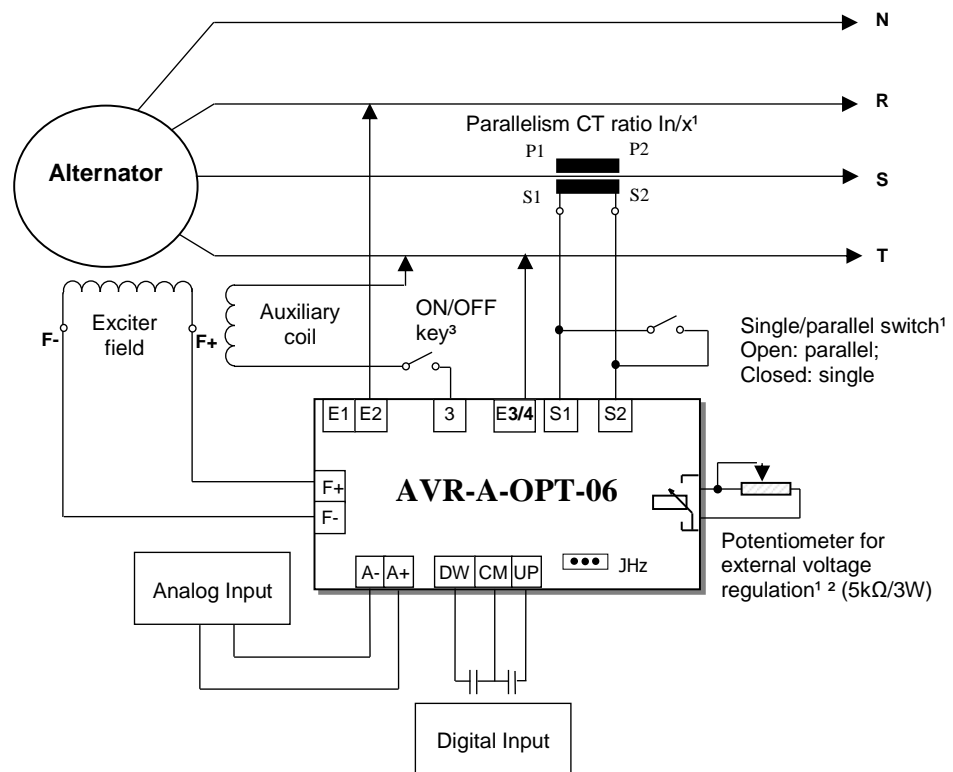 N
R
Parallelism CT ratio In/x¹
P1 P2
Alternator
S
S1 S2
T
F-
Exciter
field
F+
Auxiliary
coil
ON/OFF
key³
Single/parallel switch¹
Open: parallel;
Closed: single
E1 E2 3 E3/4 S1 S2
AVR-A-OPT-06
F+
F-
Potentiometer for
external voltage
regulation¹ ² (5kΩ/3W)
A- A+ DW CM UP JHz
Analog Input
Digital Input